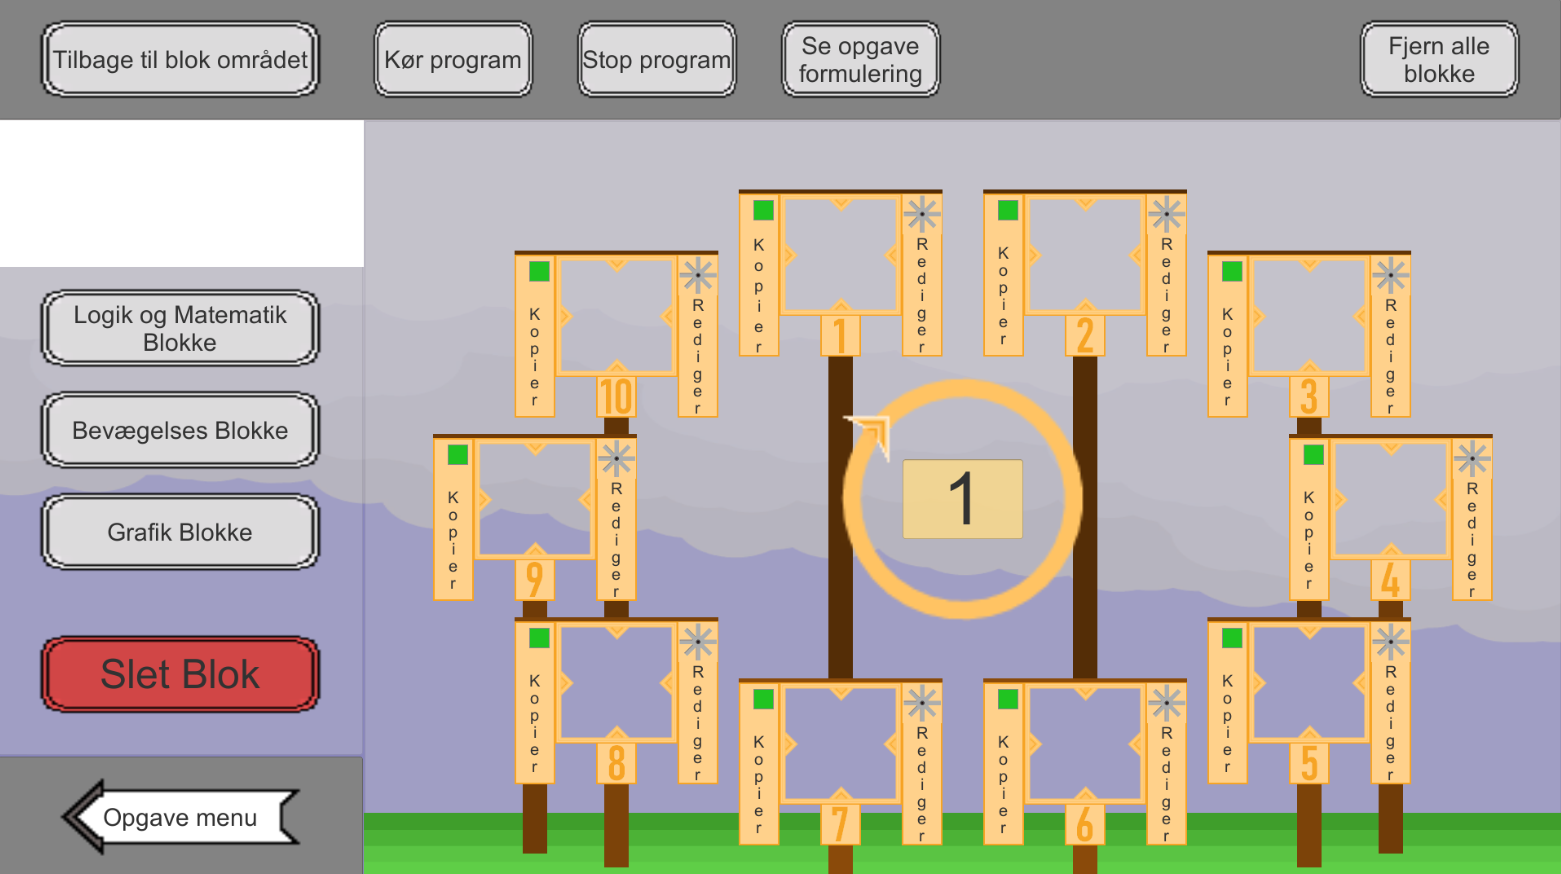 Tilbage til blok området
Kør program
Stop program
Se opgave
formulering
Fjern alle
blokke
Logik og Matematik
Blokke
Bevægelses Blokke
Grafik Blokke
Slet Blok
Opgave menu
Kopier
1
Rediger
Kopier
2
Rediger
Kopier
10
Rediger
Kopier
3
Rediger
Kopier
9
Rediger
1
Kopier
4
Rediger
Kopier
8
Rediger
Kopier
5
Rediger
Kopier
7
Rediger
Kopier
6
Rediger